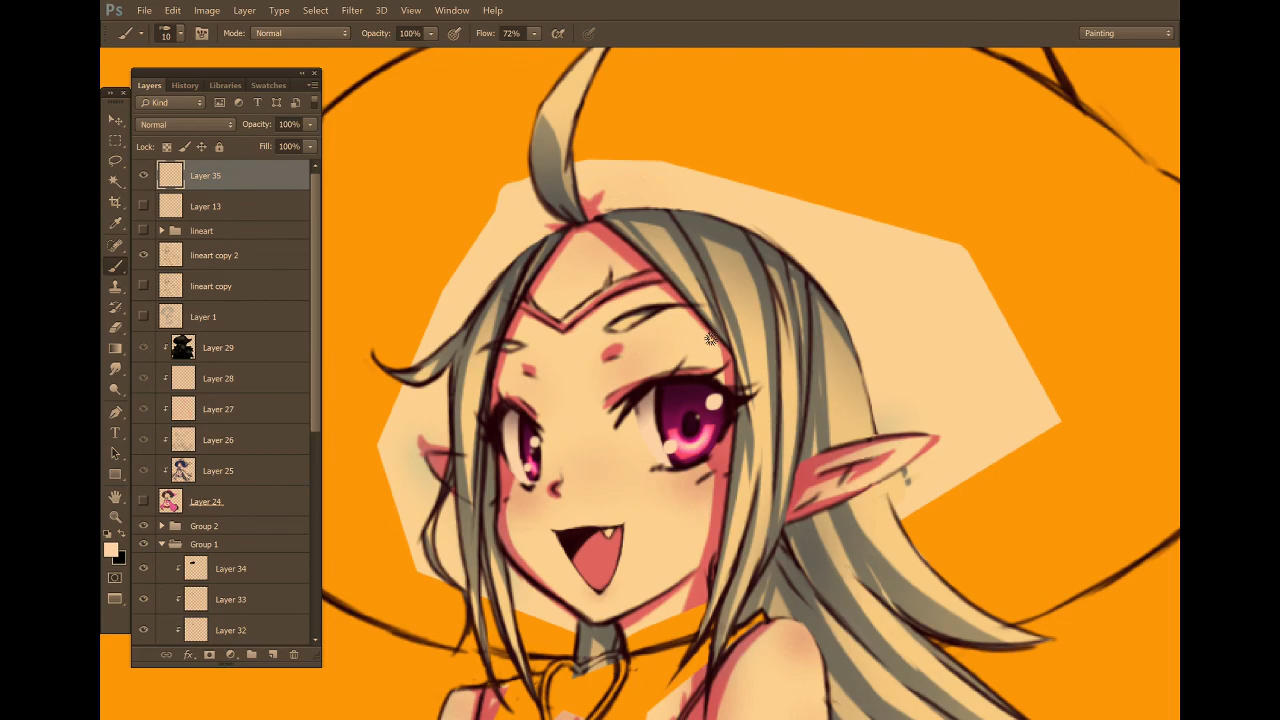 Ps File Edit Image Layer Type Select Filter 3D View Window Help
10 Mode: Normal Opacity: 100% Flow: 72% Painting
Layers History Libraries Swatches
Kind T
Normal Opacity: 100%
Lock: Fill: 100%
Layer 35
Layer 13
lineart
lineart copy 2
lineart copy
Layer 1
Layer 29
Layer 28
Layer 27
Layer 26
Layer 25
Layer 24
Group 2
Group 1
Layer 34
Layer 33
Layer 32
fx
T